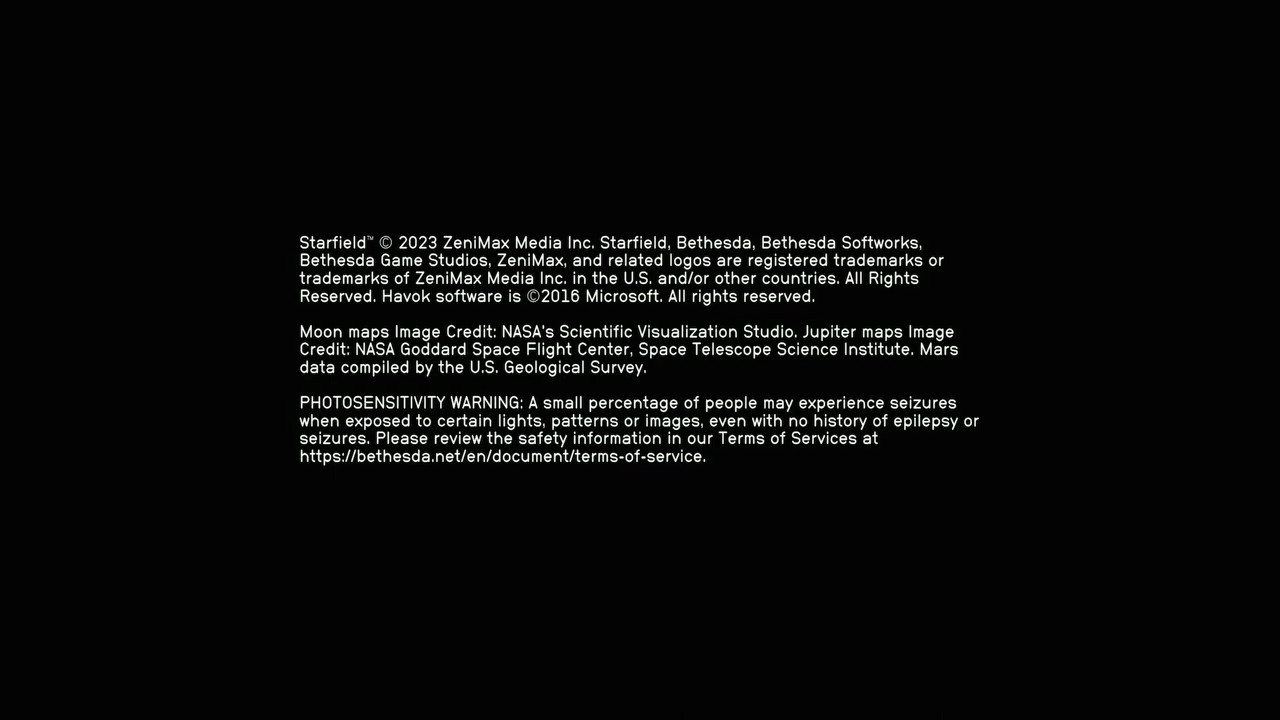 Starfield™ © 2023 ZeniMax Media Inc. Starfield, Bethesda, Bethesda Softworks,
Bethesda Game Studios, ZeniMax, and related logos are registered trademarks or
trademarks of ZeniMax Media Inc. in the U.S. and/or other countries. All Rights
Reserved. Havok software is ©2016 Microsoft. All rights reserved.
Moon maps Image Credit: NASA's Scientific Visualization Studio. Jupiter maps Image
Credit: NASA Goddard Space Flight Center, Space Telescope Science Institute. Mars
data compiled by the U.S. Geological Survey.
PHOTOSENSITIVITY WARNING: A small percentage of people may experience seizures
when exposed to certain lights, patterns or images, even with no history of epilepsy or
seizures. Please review the safety information in our Terms of Services at
https://bethesda.net/en/document/terms-of-service.